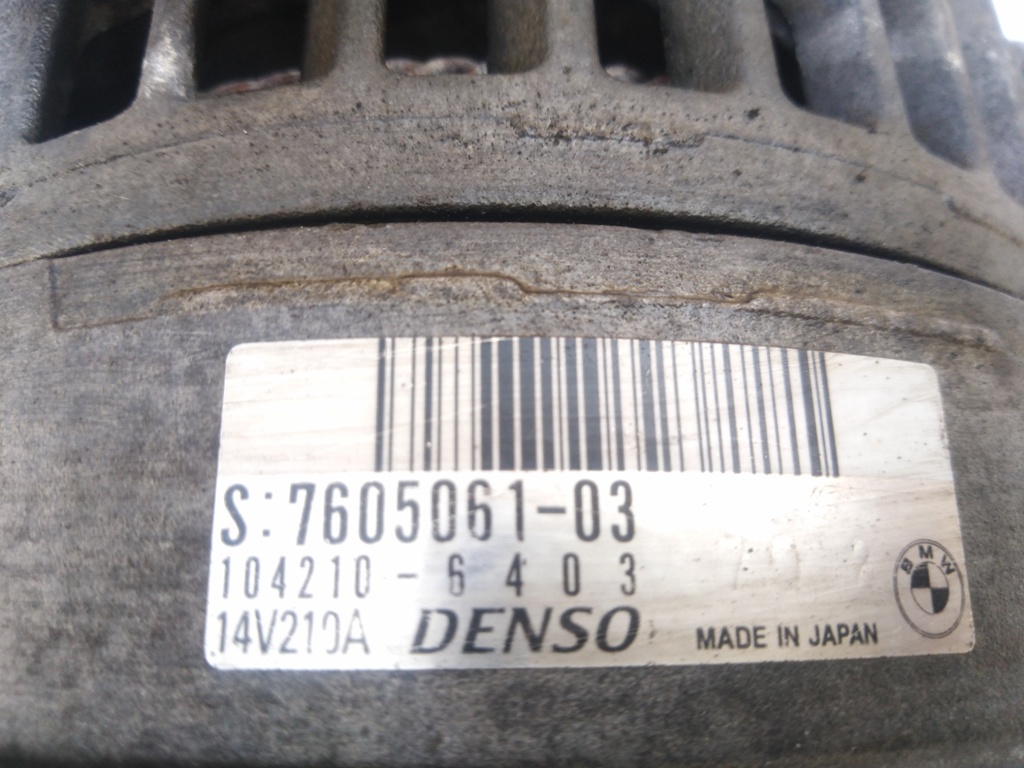 S:7605061-03
104210-6403
14V210A DENSO MADE IN JAPAN
BMW